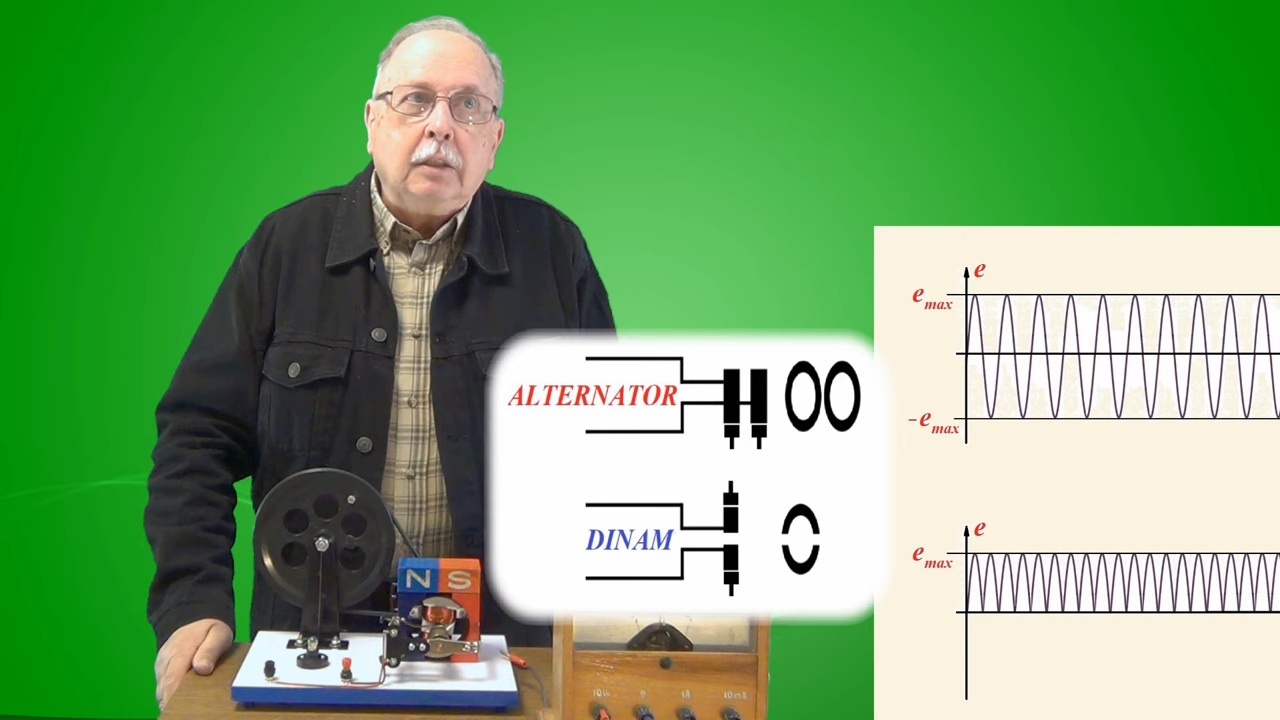 e
e max
-e max
ALTERNATOR
DINAM
e
e max
N S